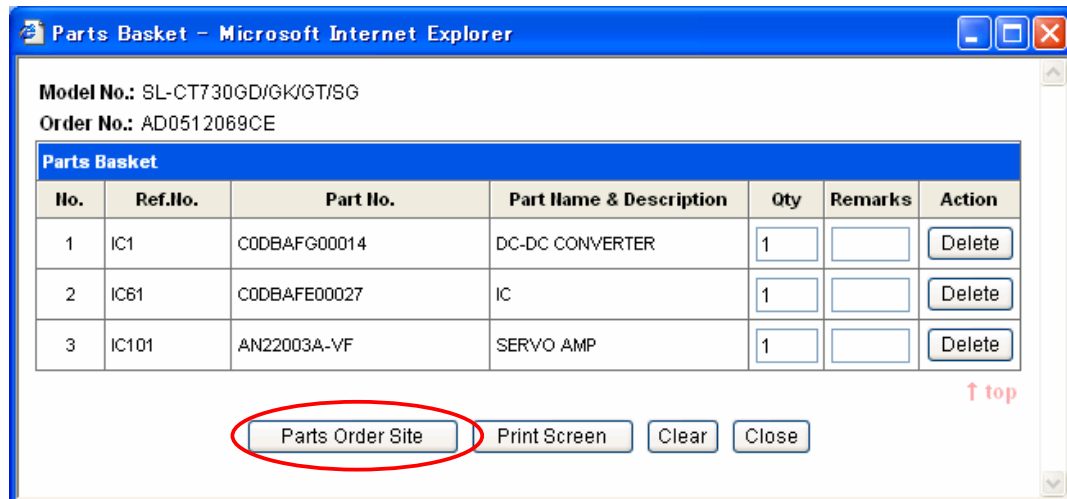 Parts Basket - Microsoft Internet Explorer
Model No.: SL-CT730GD/GK/GT/SG
Order No.: AD0512069CE
Parts Basket
No. Ref.No. Part No. Part Name & Description Qty Remarks Action
1 IC1 C0DBAFG00014 DC-DC CONVERTER 1 Delete
2 IC61 C0DBAFE00027 IC 1 Delete
3 IC101 AN22003A-VF SERVO AMP 1 Delete
↑ top
Parts Order Site Print Screen Clear Close